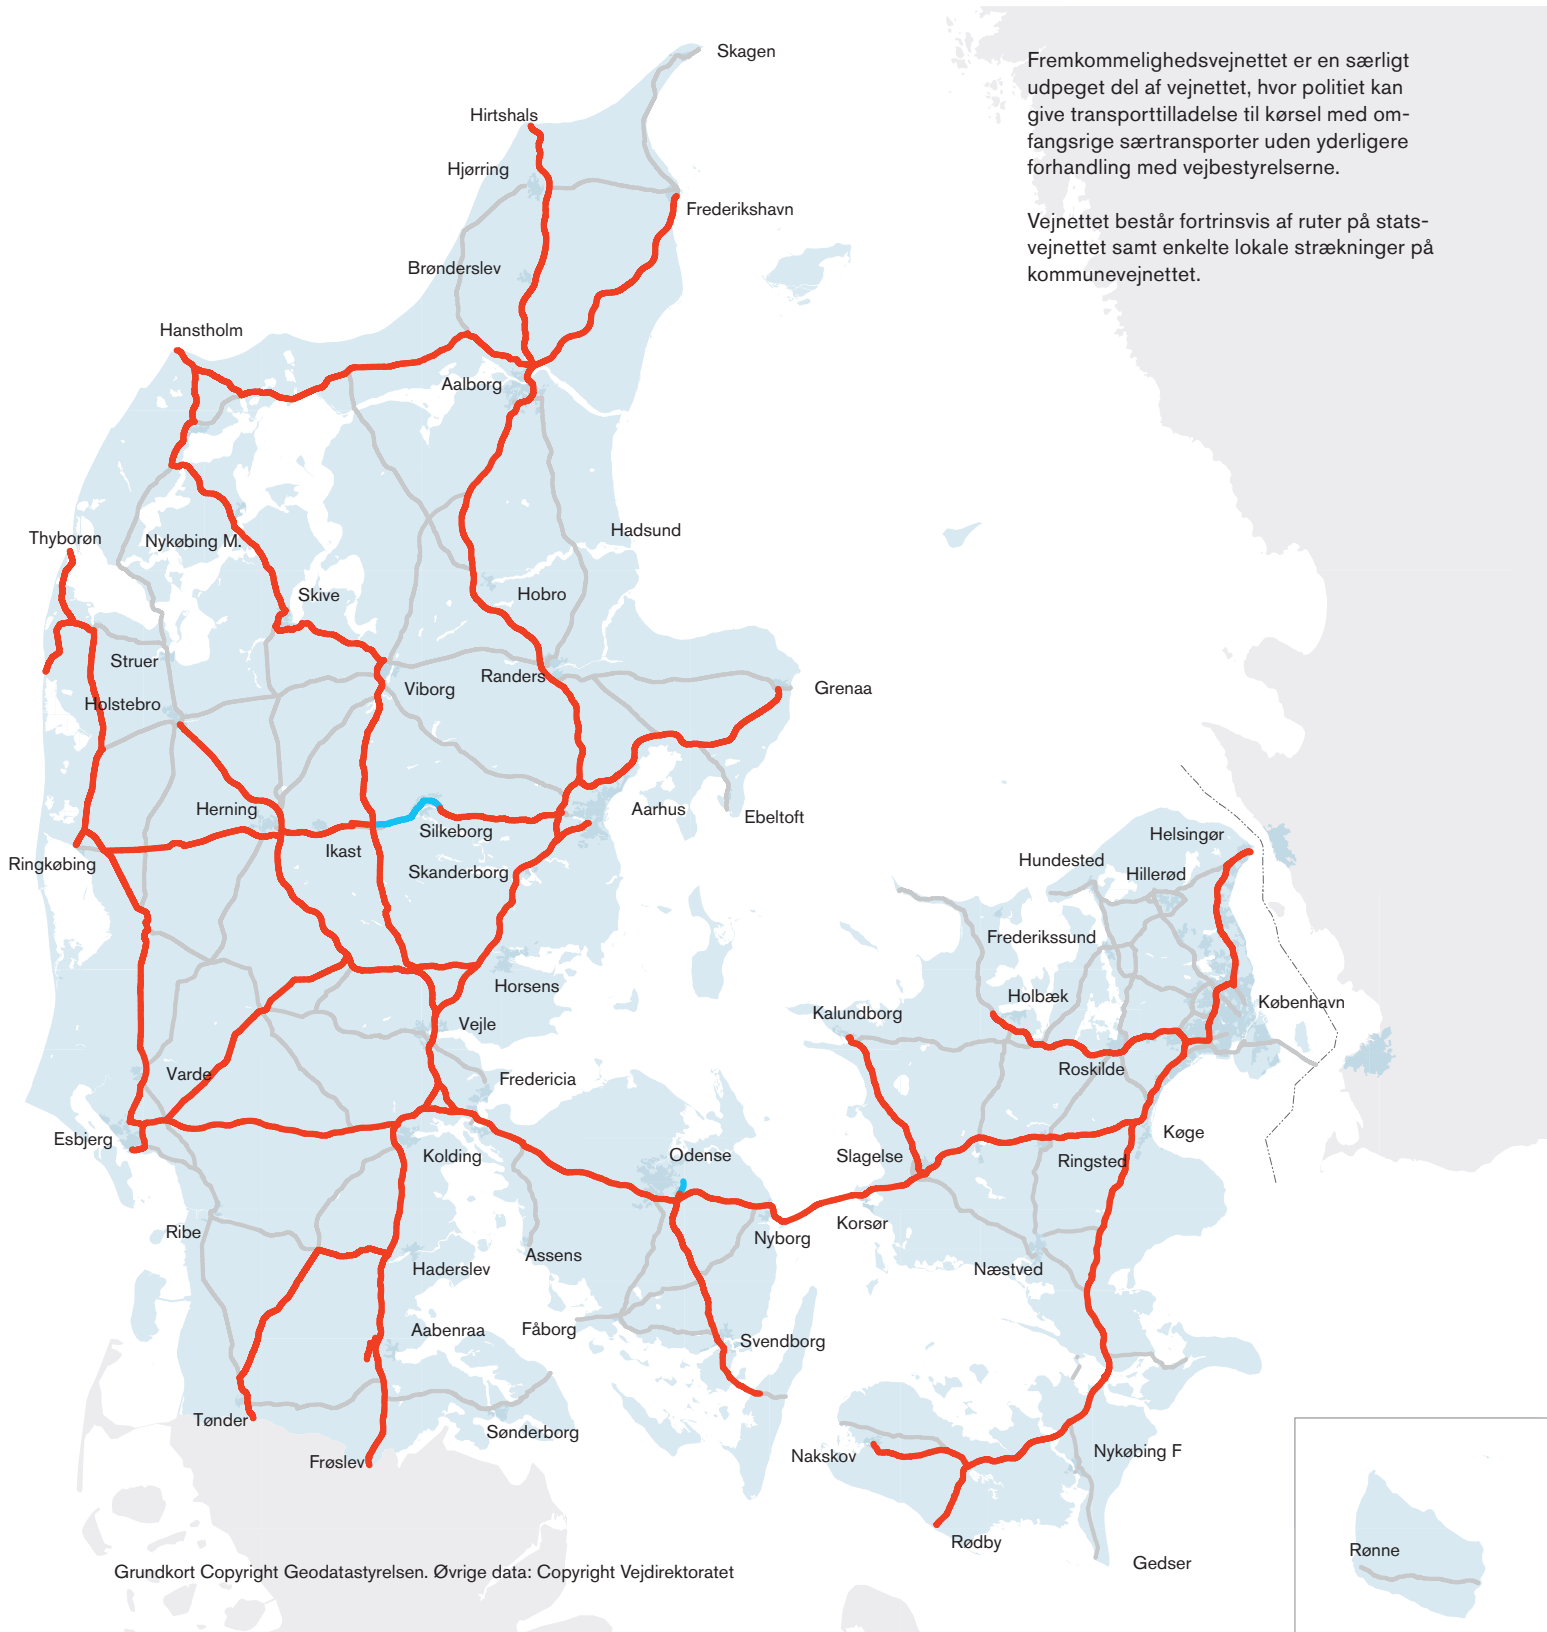 Fremkommelighedsvejnettet er en særligt
udpeget del af vejnettet, hvor politiet kan
give transporttilladelse til kørsel med om-
fangsrige særtransporter uden yderligere
forhandling med vejbestyrelserne.
Vejnettet består fortrinsvis af ruter på stats-
vejnettet samt enkelte lokale strækninger på
kommunevejnettet.
Skagen
Hirtshals
Hjørring
Frederikshavn
Brønderslev
Hanstholm
Aalborg
Hadsund
Thyborøn
Nykøbing M.
Hobro
Skive
Struer
Randers
Viborg
Grenaa
Holstebro
Herning
Aarhus
Ebeltoft
Silkeborg
Ikast
Ringkøbing
Skanderborg
Helsingør
Hundested
Hillerød
Frederikssund
Horsens
Holbæk
København
Kalundborg
Vejle
Roskilde
Varde
Fredericia
Esbjerg
Køge
Kolding
Odense
Slagelse
Ringsted
Ribe
Korsør
Nyborg
Assens
Haderslev
Næstved
Aabenraa
Fåborg
Svendborg
Tønder
Sønderborg
Frøslev
Nakskov
Nykøbing F
Rødby
Rønne
Gedser
Grundkort Copyright Geodatastyrelsen. Øvrige data: Copyright Vejdirektoratet